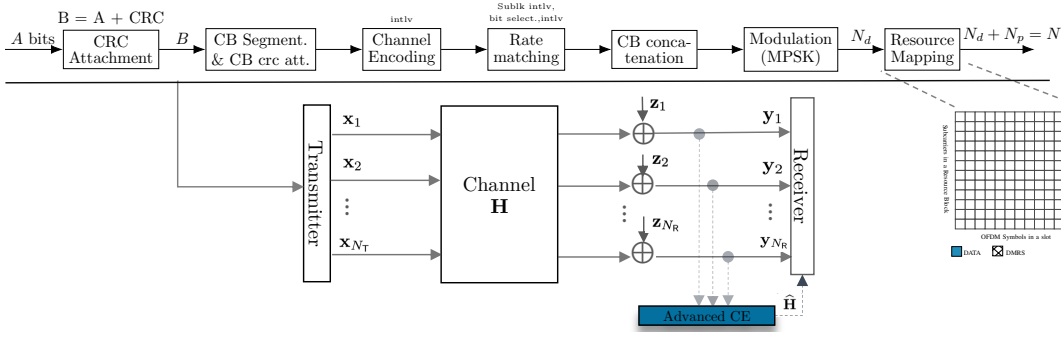 B = A + CRC
A bits
CRC
Attachment
B
CB Segment.
& CB crc att.
intlv
Channel
Encoding
Sublk intlv,
bit select.,intlv
Rate
matching
CB conca-
tenation
Modulation
(MPSK)
N_d
Resource
Mapping
N_d + N_p = N
Transmitter
x_1
x_2
⋮
x_{N_T}
Channel
H
z_1
z_2
⋮
z_{N_R}
y_1
y_2
⋮
y_{N_R}
Receiver
Advanced CE
Ĥ
Subcarriers in a Resource Block
OFDM Symbols in a slot
DATA
DMRS